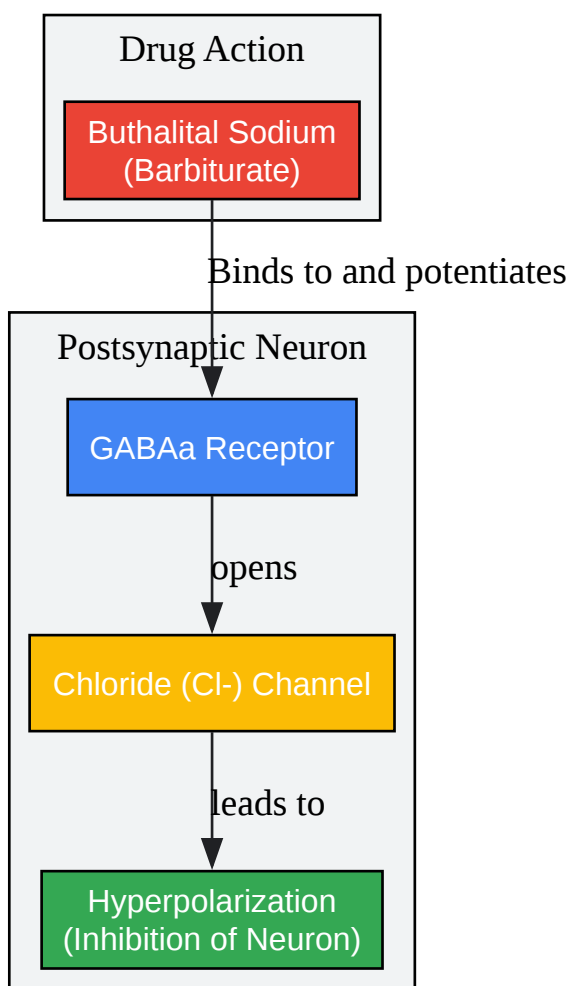 Drug Action
Buthalital Sodium
(Barbiturate)
Binds to and potentiates
Postsynaptic Neuron
GABAa Receptor
opens
Chloride (Cl-) Channel
leads to
Hyperpolarization
(Inhibition of Neuron)